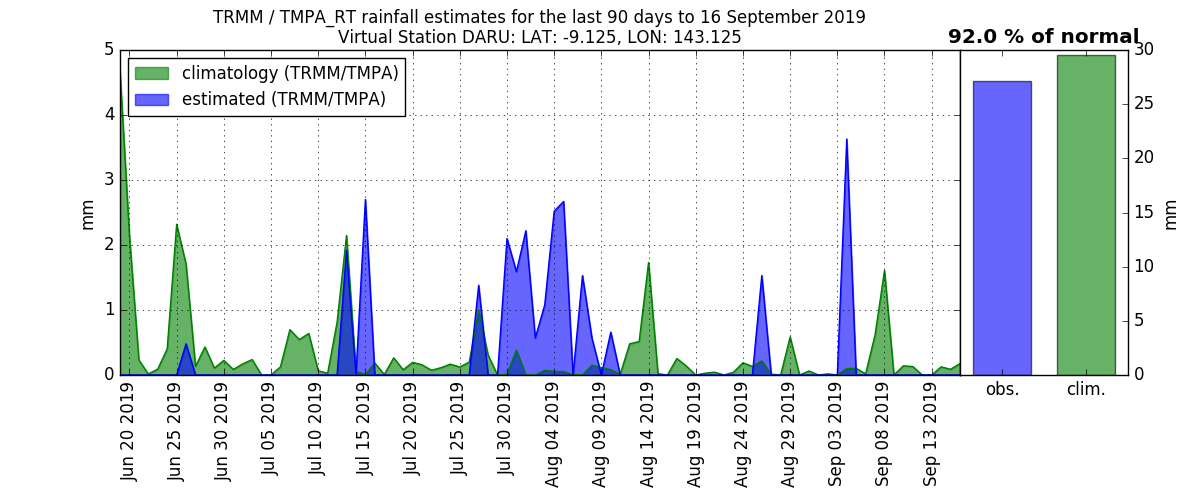 TRMM / TMPA_RT rainfall estimates for the last 90 days to 16 September 2019
Virtual Station DARU: LAT: -9.125, LON: 143.125
92.0 % of normal
climatology (TRMM/TMPA)
estimated (TRMM/TMPA)
5
4
3
2
1
0
mm
Jun 20 2019
Jun 25 2019
Jun 30 2019
Jul 05 2019
Jul 10 2019
Jul 15 2019
Jul 20 2019
Jul 25 2019
Jul 30 2019
Aug 04 2019
Aug 09 2019
Aug 14 2019
Aug 19 2019
Aug 24 2019
Aug 29 2019
Sep 03 2019
Sep 08 2019
Sep 13 2019
30
25
20
15
10
5
0
mm
obs.
clim.